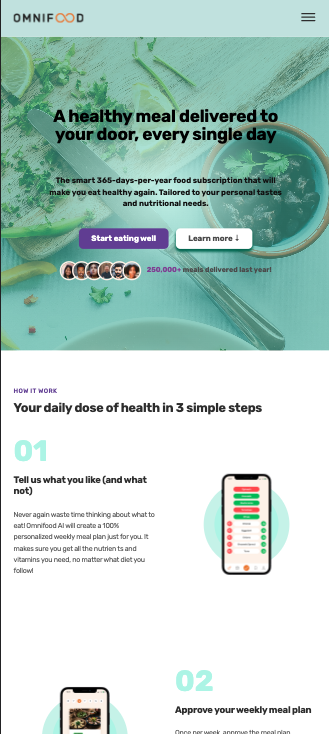 OMNIFOOD
A healthy meal delivered to
your door, every single day
The smart 365-days-per-year food subscription that will
make you eat healthy again. Tailored to your personal tastes
and nutritional needs.
Start eating well
Learn more ↓
250,000+ meals delivered last year!
HOW IT WORK
Your daily dose of health in 3 simple steps
01
Tell us what you like (and what
not)
Never again waste time thinking about what to
eat! Omnifood AI will create a 100%
personalized weekly meal plan just for you. It
makes sure you get all the nutrien ts and
vitamins you need, no matter what diet you
follow!
02
Approve your weekly meal plan
Once per week, approve the meal plan